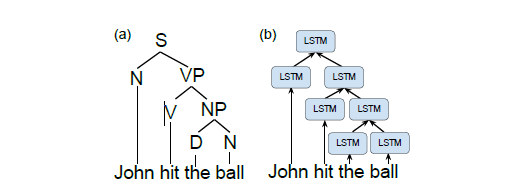 (a)
S
N VP
V NP
D N
John hit the ball
(b)
LSTM
LSTM LSTM
LSTM LSTM
LSTM LSTM
John hit the ball